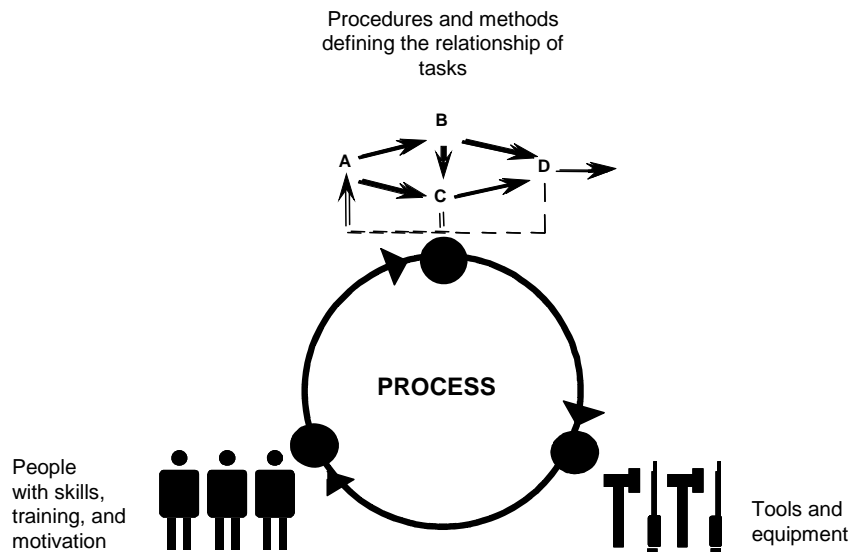 Procedures and methods
defining the relationship of
tasks
B
A
D
C
PROCESS
People
with skills,
training, and
motivation
Tools and
equipment